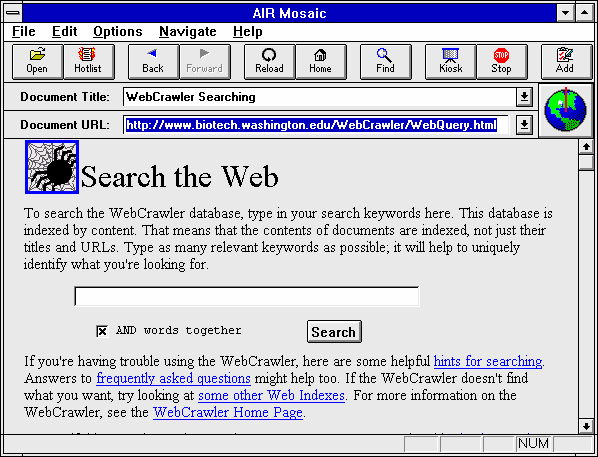 AIR Mosaic
File Edit Options Navigate Help
Open Hotlist Back Forward Reload Home Find Kiosk Stop Add
Document Title: WebCrawler Searching
Document URL: http://www.biotech.washington.edu/WebCrawler/WebQuery.html
Search the Web
To search the WebCrawler database, type in your search keywords here. This database is
indexed by content. That means that the contents of documents are indexed, not just their
titles and URLs. Type as many relevant keywords as possible; it will help to uniquely
identify what you're looking for.
AND words together Search
If you're having trouble using the WebCrawler, here are some helpful hints for searching.
Answers to frequently asked questions might help too. If the WebCrawler doesn't find
what you want, try looking at some other Web Indexes. For more information on the
WebCrawler, see the WebCrawler Home Page.
NUM